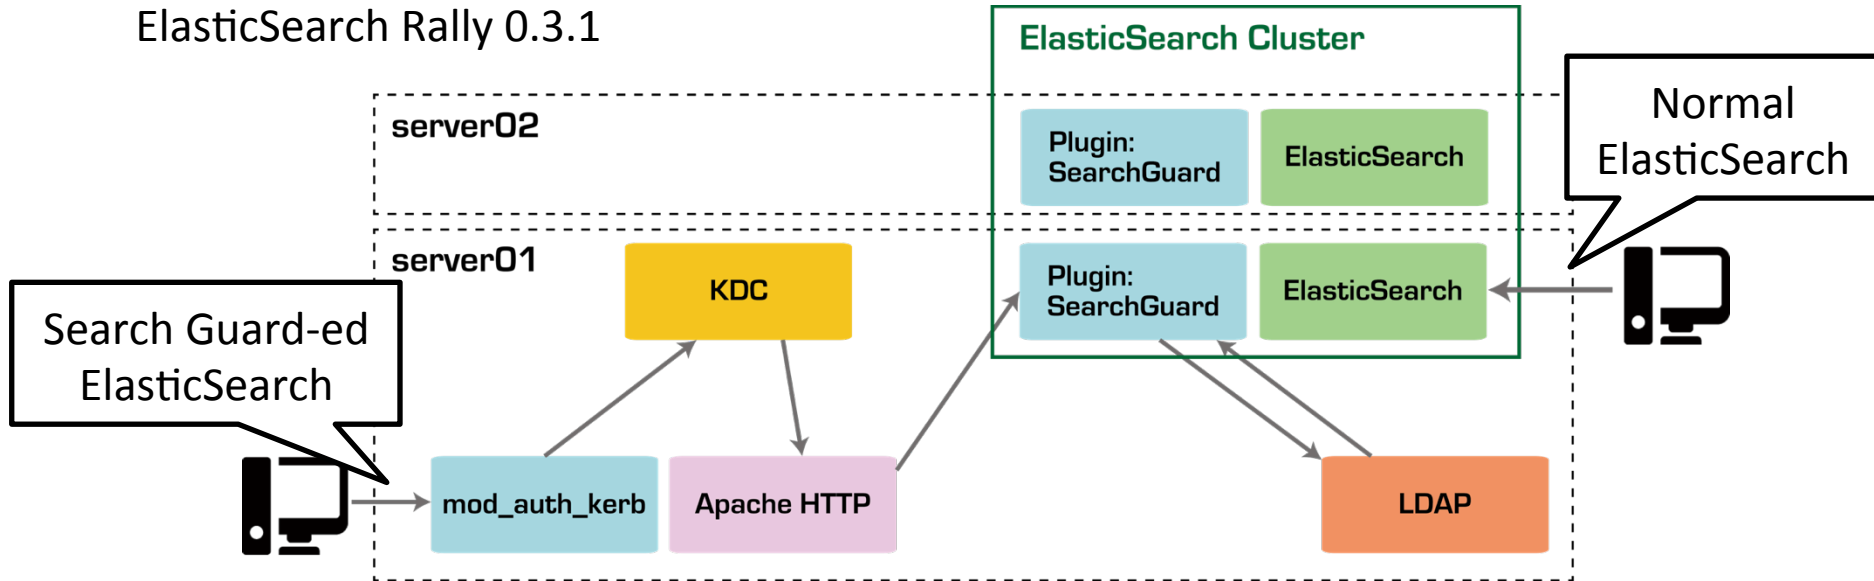 ElasticSearch Rally 0.3.1
ElasticSearch Cluster
Normal
ElasticSearch
server02
Plugin:
SearchGuard
ElasticSearch
server01
KDC
Plugin:
SearchGuard
ElasticSearch
Search Guard-ed
ElasticSearch
mod_auth_kerb
Apache HTTP
LDAP